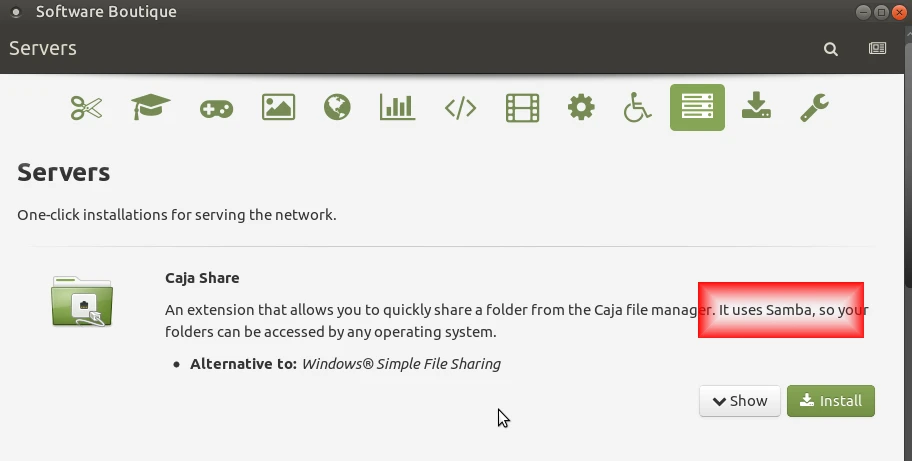 Software Boutique
Servers
Servers
One-click installations for serving the network.
Caja Share
An extension that allows you to quickly share a folder from the Caja file manager. It uses Samba, so your
folders can be accessed by any operating system.
• Alternative to: Windows® Simple File Sharing
Show Install